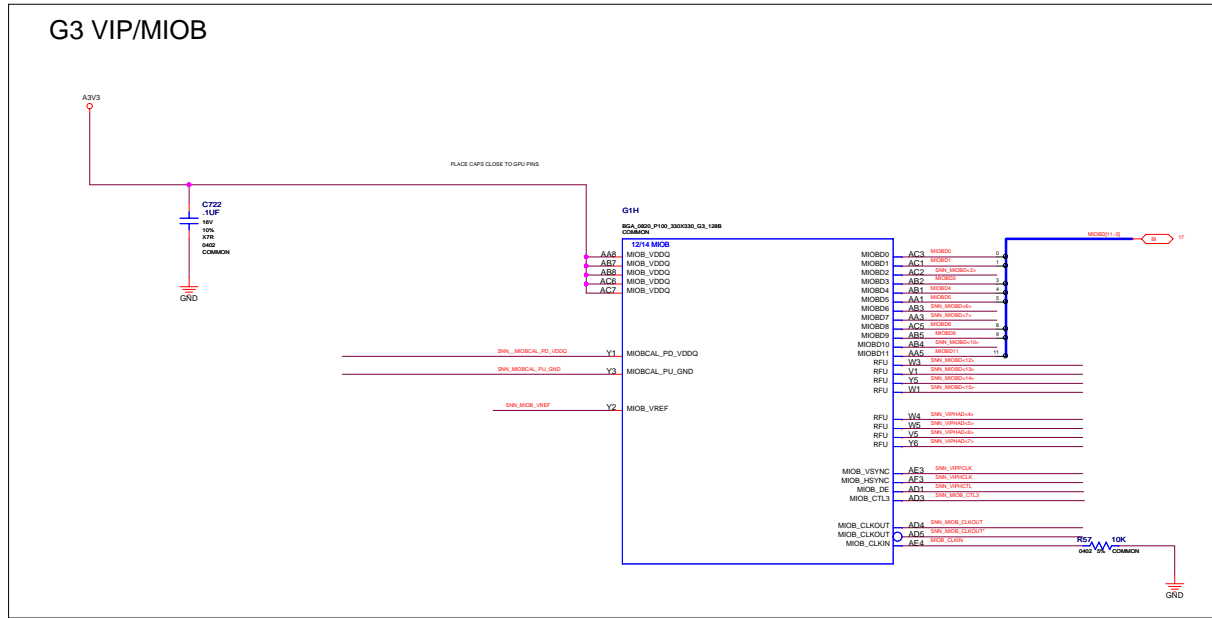 G3 VIP/MIOB
A3V3
PLACE CAPS CLOSE TO GPU PINS
C722
.1UF
16V
10%
X7R
0402
COMMON
GND
G1H
BGA_0820_P100_330X330_G3_128B
COMMON
12/14 MIOB
AA8 MIOB_VDDQ
AB7 MIOB_VDDQ
AB8 MIOB_VDDQ
AC6 MIOB_VDDQ
AC7 MIOB_VDDQ
SNN__MIOBCAL_PD_VDDQ Y1 MIOBCAL_PD_VDDQ
SNN_MIOBCAL_PU_GND Y3 MIOBCAL_PU_GND
SNN_MIOB_VREF Y2 MIOB_VREF
MIOBD[11..0] BI 17
MIOBD0 AC3 MIOBD0 0
MIOBD1 AC1 MIOBD1 1
MIOBD2 AC2 SNN_MIOBD<2>
MIOBD3 AB2 MIOBD3 3
MIOBD4 AB1 MIOBD4 4
MIOBD5 AA1 MIOBD5 5
MIOBD6 AB3 SNN_MIOBD<6>
MIOBD7 AA3 SNN_MIOBD<7>
MIOBD8 AC5 MIOBD8 8
MIOBD9 AB5 MIOBD9 9
MIOBD10 AB4 SNN_MIOBD<10>
MIOBD11 AA5 MIOBD11 11
RFU W3 SNN_MIOBD<12>
RFU V1 SNN_MIOBD<13>
RFU Y5 SNN_MIOBD<14>
RFU W1 SNN_MIOBD<15>
RFU W4 SNN_VIPHAD<4>
RFU W5 SNN_VIPHAD<5>
RFU V5 SNN_VIPHAD<6>
RFU Y6 SNN_VIPHAD<7>
MIOB_VSYNC AE3 SNN_VIPPCLK
MIOB_HSYNC AF3 SNN_VIPHCLK
MIOB_DE AD1 SNN_VIPHCTL
MIOB_CTL3 AD3 SNN_MIOB_CTL3
MIOB_CLKOUT AD4 SNN_MIOB_CLKOUT
MIOB_CLKOUT AD5 SNN_MIOB_CLKOUT*
MIOB_CLKIN AE4 MIOB_CLKIN
R57 10K
0402 5% COMMON
GND